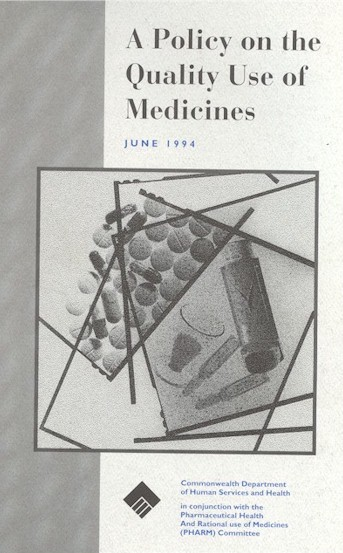 A Policy on the
Quality Use of
Medicines
JUNE 1994
Commonwealth Department
of Human Services and Health
in conjunction with the
Pharmaceutical Health
And Rational use of Medicines
(PHARM) Committee